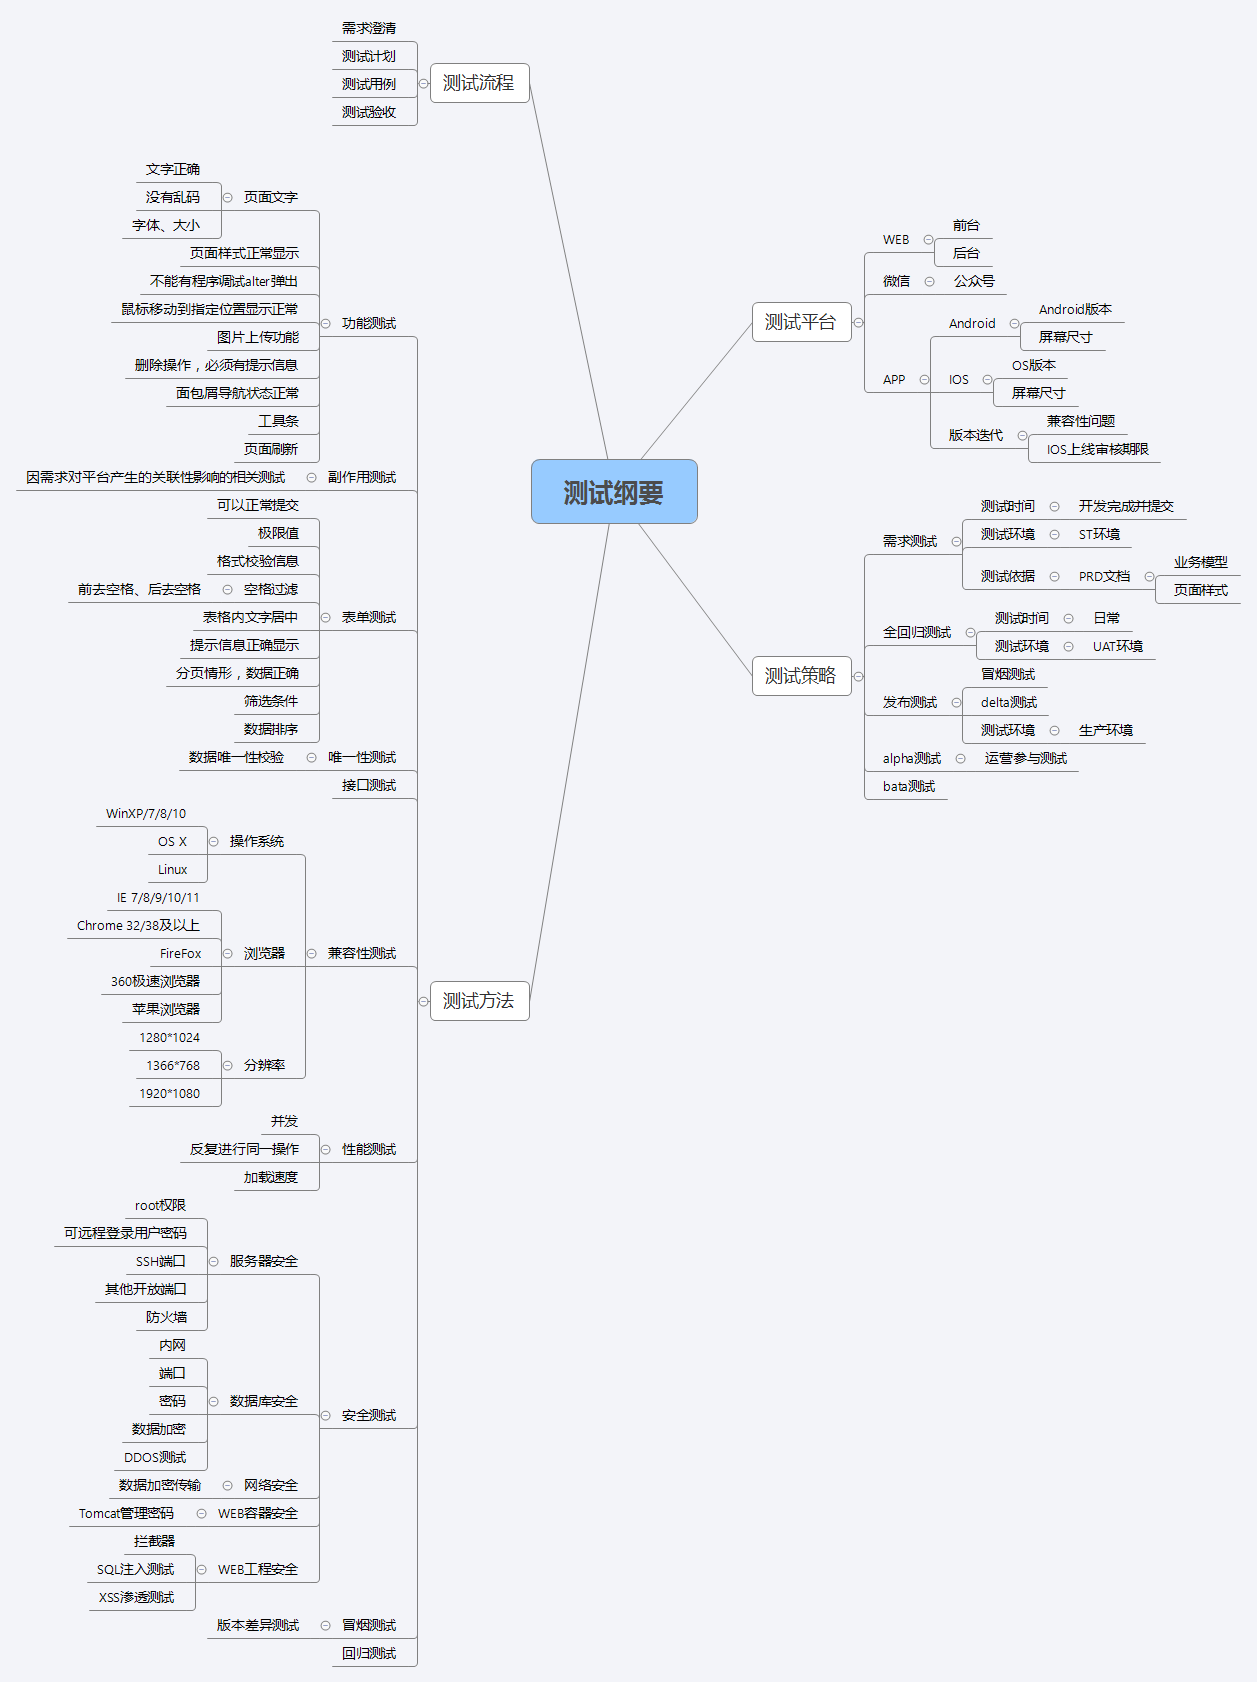 测试纲要
测试流程
需求澄清
测试计划
测试用例
测试验收
测试平台
WEB
前台
后台
微信
公众号
APP
Android
Android版本
屏幕尺寸
IOS
OS版本
屏幕尺寸
版本迭代
兼容性问题
IOS上线审核期限
测试策略
需求测试
测试时间
开发完成并提交
测试环境
ST环境
测试依据
PRD文档
业务模型
页面样式
全回归测试
测试时间
日常
测试环境
UAT环境
发布测试
冒烟测试
delta测试
测试环境
生产环境
alpha测试
运营参与测试
bata测试
测试方法
功能测试
页面文字
文字正确
没有乱码
字体、大小
页面样式正常显示
不能有程序调试alter弹出
鼠标移动到指定位置显示正常
图片上传功能
删除操作，必须有提示信息
面包屑导航状态正常
工具条
页面刷新
副作用测试
因需求对平台产生的关联性影响的相关测试
表单测试
可以正常提交
极限值
格式校验信息
空格过滤
前去空格、后去空格
表格内文字居中
提示信息正确显示
分页情形，数据正确
筛选条件
数据排序
唯一性测试
数据唯一性校验
接口测试
兼容性测试
操作系统
WinXP/7/8/10
OS X
Linux
浏览器
IE 7/8/9/10/11
Chrome 32/38及以上
FireFox
360极速浏览器
苹果浏览器
分辨率
1280*1024
1366*768
1920*1080
性能测试
并发
反复进行同一操作
加载速度
安全测试
服务器安全
root权限
可远程登录用户密码
SSH端口
其他开放端口
防火墙
数据库安全
内网
端口
密码
数据加密
DDOS测试
网络安全
数据加密传输
WEB容器安全
Tomcat管理密码
WEB工程安全
拦截器
SQL注入测试
XSS渗透测试
冒烟测试
版本差异测试
回归测试